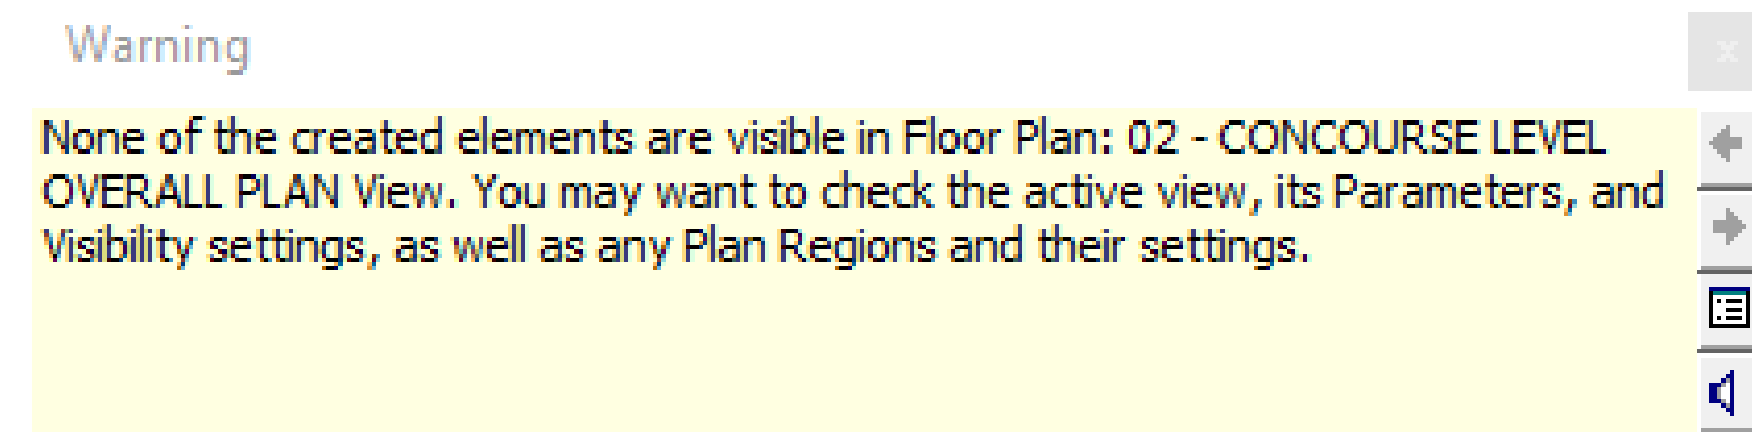 Warning
x
None of the created elements are visible in Floor Plan: 02 - CONCOURSE LEVEL
OVERALL PLAN View. You may want to check the active view, its Parameters, and
Visibility settings, as well as any Plan Regions and their settings.